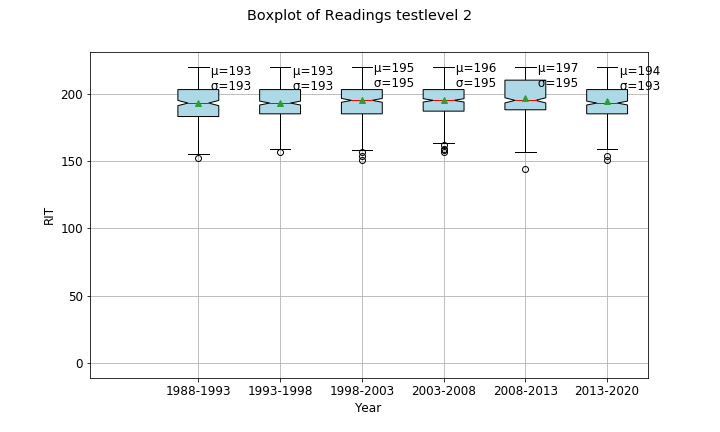 Boxplot of Readings testlevel 2
μ=193
σ=193
μ=193
σ=193
μ=195
σ=195
μ=196
σ=195
μ=197
σ=195
μ=194
σ=193
200
150
100
50
0
RIT
1988-1993 1993-1998 1998-2003 2003-2008 2008-2013 2013-2020
Year